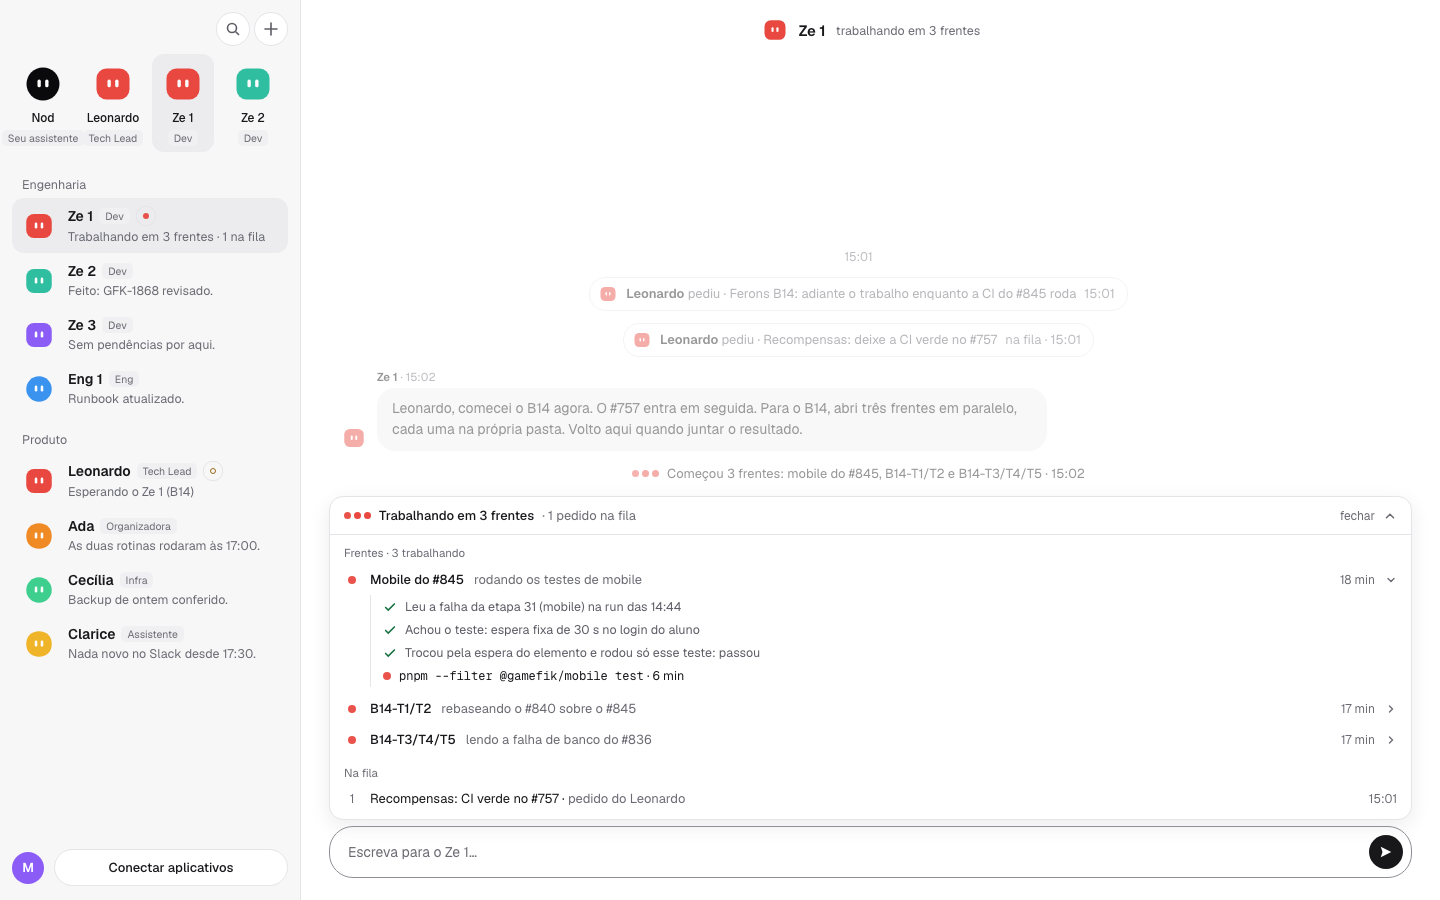 Ze 1 trabalhando em 3 frentes
Nod
Seu assistente
Leonardo
Tech Lead
Ze 1
Dev
Ze 2
Dev
Engenharia
Ze 1 Dev
Trabalhando em 3 frentes · 1 na fila
Ze 2 Dev
Feito: GFK-1868 revisado.
Ze 3 Dev
Sem pendências por aqui.
Eng 1 Eng
Runbook atualizado.
Produto
Leonardo Tech Lead
Esperando o Ze 1 (B14)
Ada Organizadora
As duas rotinas rodaram às 17:00.
Cecília Infra
Backup de ontem conferido.
Clarice Assistente
Nada novo no Slack desde 17:30.
M
Conectar aplicativos
15:01
Leonardo pediu · Ferons B14: adiante o trabalho enquanto a CI do #845 roda 15:01
Leonardo pediu · Recompensas: deixe a CI verde no #757 na fila · 15:01
Ze 1 · 15:02
Leonardo, comecei o B14 agora. O #757 entra em seguida. Para o B14, abri três frentes em paralelo,
cada uma na própria pasta. Volto aqui quando juntar o resultado.
Começou 3 frentes: mobile do #845, B14-T1/T2 e B14-T3/T4/T5 · 15:02
Trabalhando em 3 frentes · 1 pedido na fila fechar
Frentes · 3 trabalhando
Mobile do #845 rodando os testes de mobile 18 min
Leu a falha da etapa 31 (mobile) na run das 14:44
Achou o teste: espera fixa de 30 s no login do aluno
Trocou pela espera do elemento e rodou só esse teste: passou
pnpm --filter @gamefik/mobile test · 6 min
B14-T1/T2 rebaseando o #840 sobre o #845 17 min
B14-T3/T4/T5 lendo a falha de banco do #836 17 min
Na fila
1 Recompensas: CI verde no #757 · pedido do Leonardo 15:01
Escreva para o Ze 1...